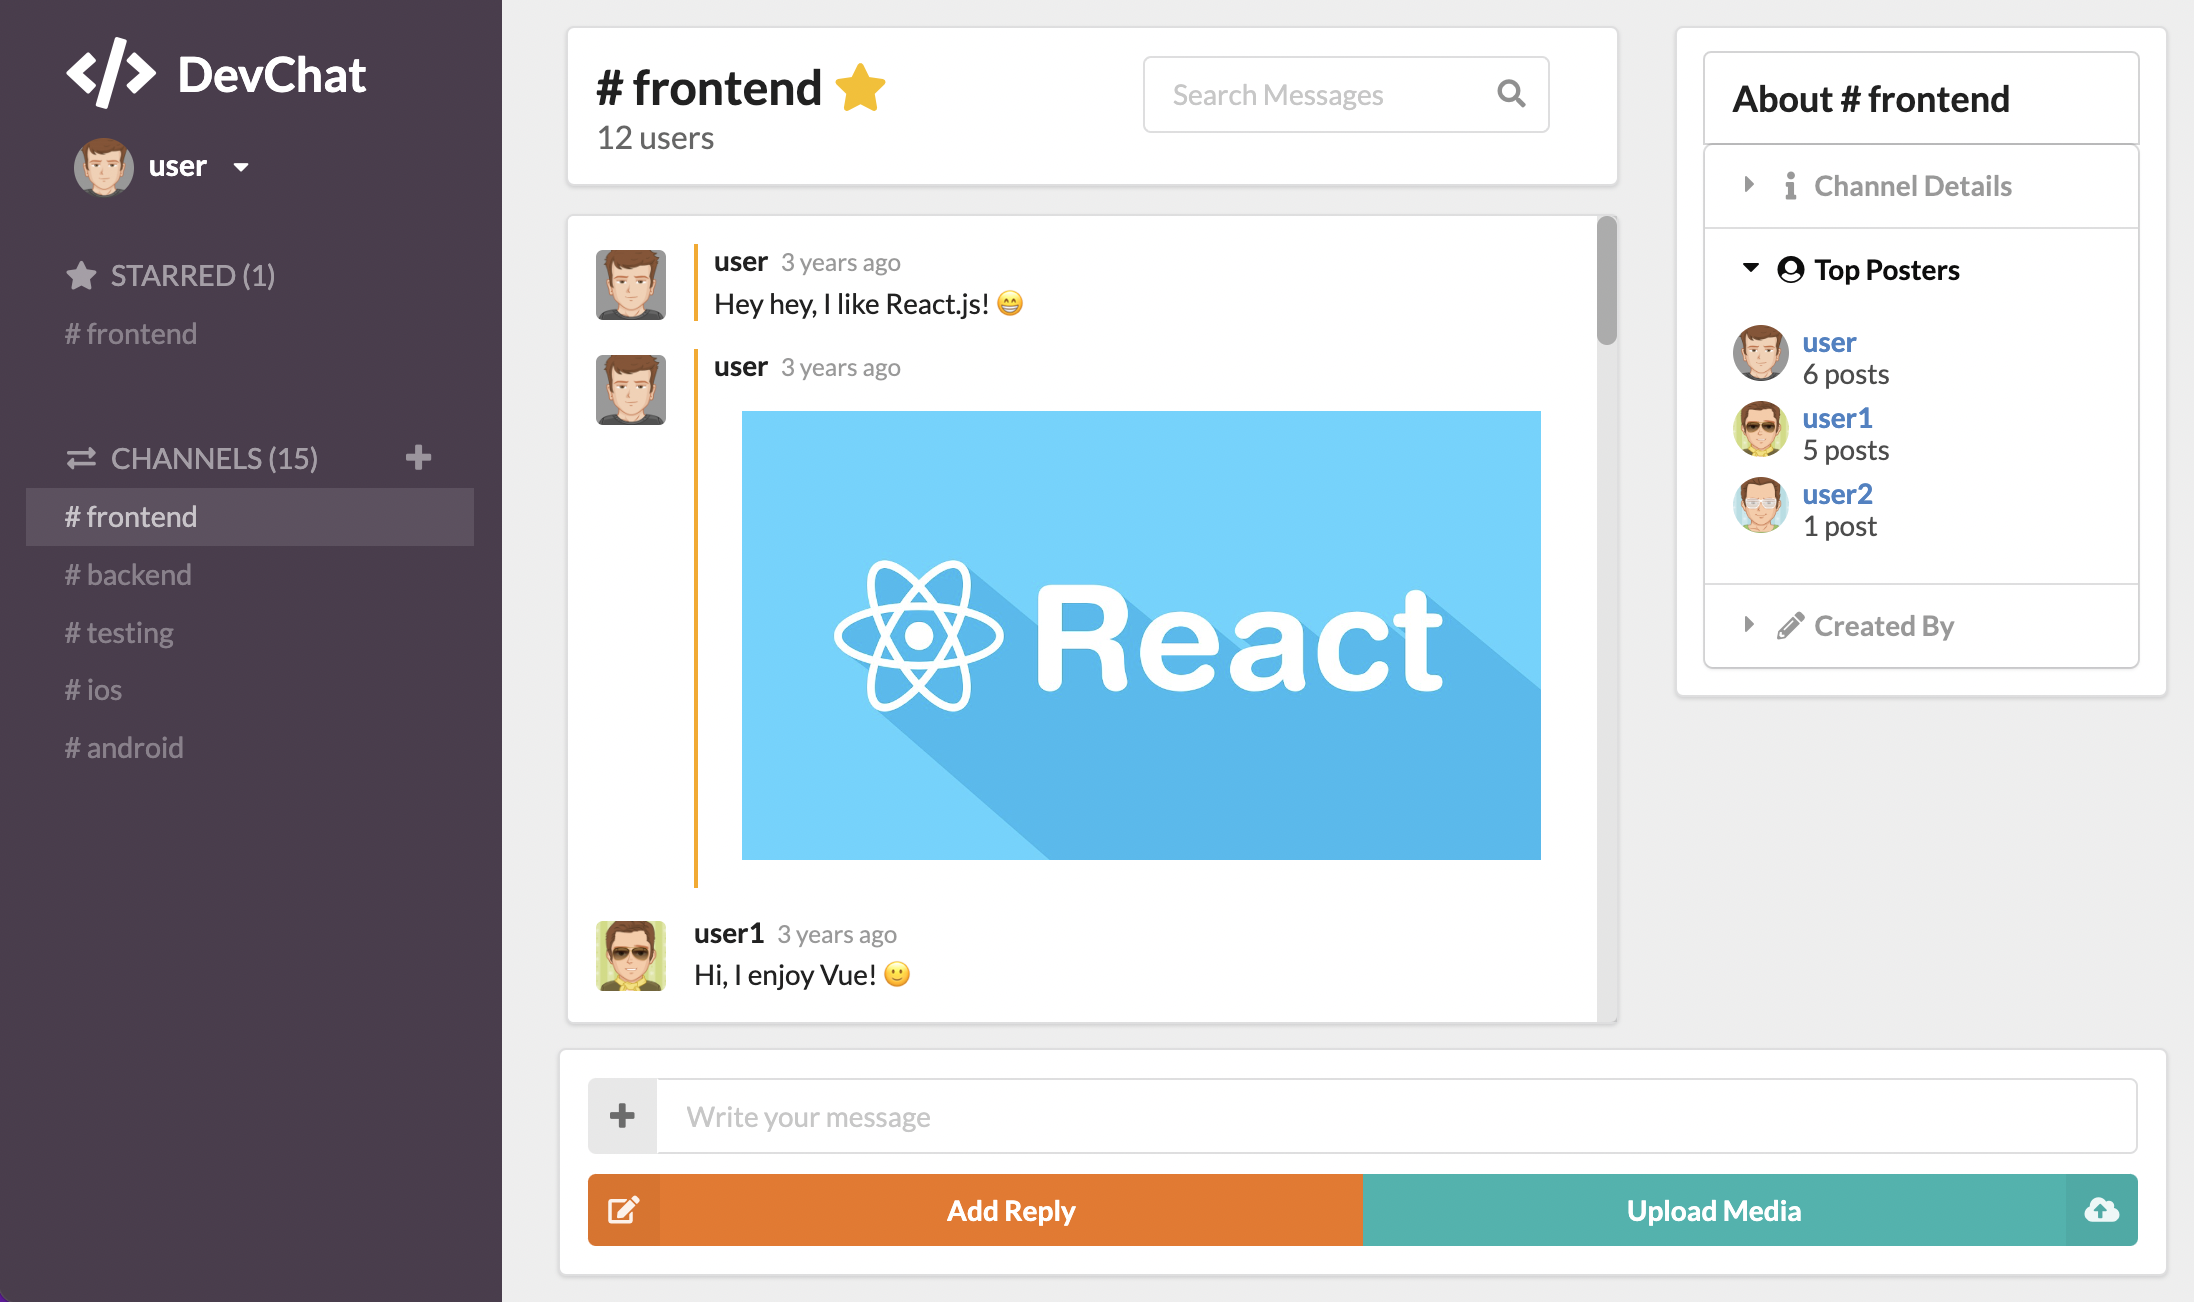 DevChat
user
STARRED (1)
# frontend
CHANNELS (15)
# frontend
# backend
# testing
# ios
# android
# frontend
12 users
Search Messages
user 3 years ago
Hey hey, I like React.js! 😁
user 3 years ago
React
user1 3 years ago
Hi, I enjoy Vue! 🙂
About # frontend
Channel Details
Top Posters
user
6 posts
user1
5 posts
user2
1 post
Created By
Write your message
Add Reply
Upload Media